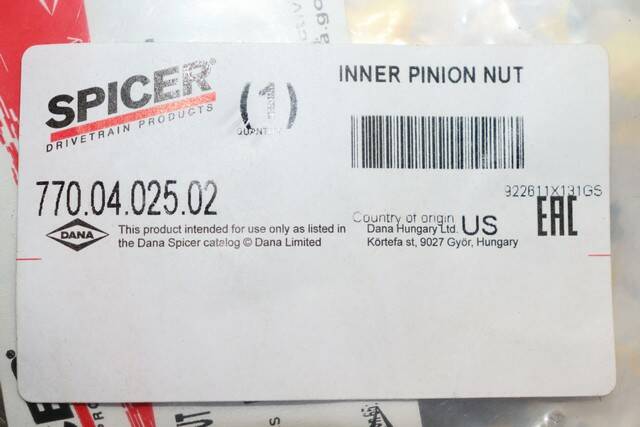 SPICER®
DRIVETRAIN PRODUCTS
(1)
QUANTITY
INNER PINION NUT
770.04.025.02
922611X131GS
DANA
This product intended for use only as listed in
the Dana Spicer catalog © Dana Limited
Country of origin US
Dana Hungary Ltd.
Körtefa st, 9027 Győr, Hungary
EAC